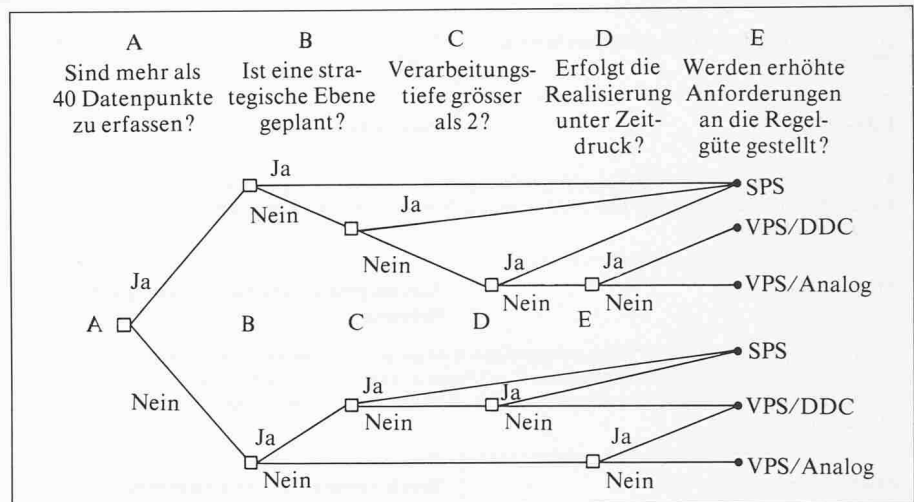 A B C D E
Sind mehr als
40 Datenpunkte
zu erfassen?
Ist eine stra-
tegische Ebene
geplant?
Verarbeitungs-
tiefe grösser
als 2?
Erfolgt die
Realisierung
unter Zeit-
druck?
Werden erhöhte
Anforderungen
an die Regel-
güte gestellt?
Ja
SPS
Nein
Ja
VPS/DDC
Nein
Ja
Ja
Ja
Nein
Nein
VPS/Analog
A
B C D E
SPS
Nein
Ja
Ja
Nein
Nein
VPS/DDC
Ja
Ja
Nein
Nein
VPS/Analog